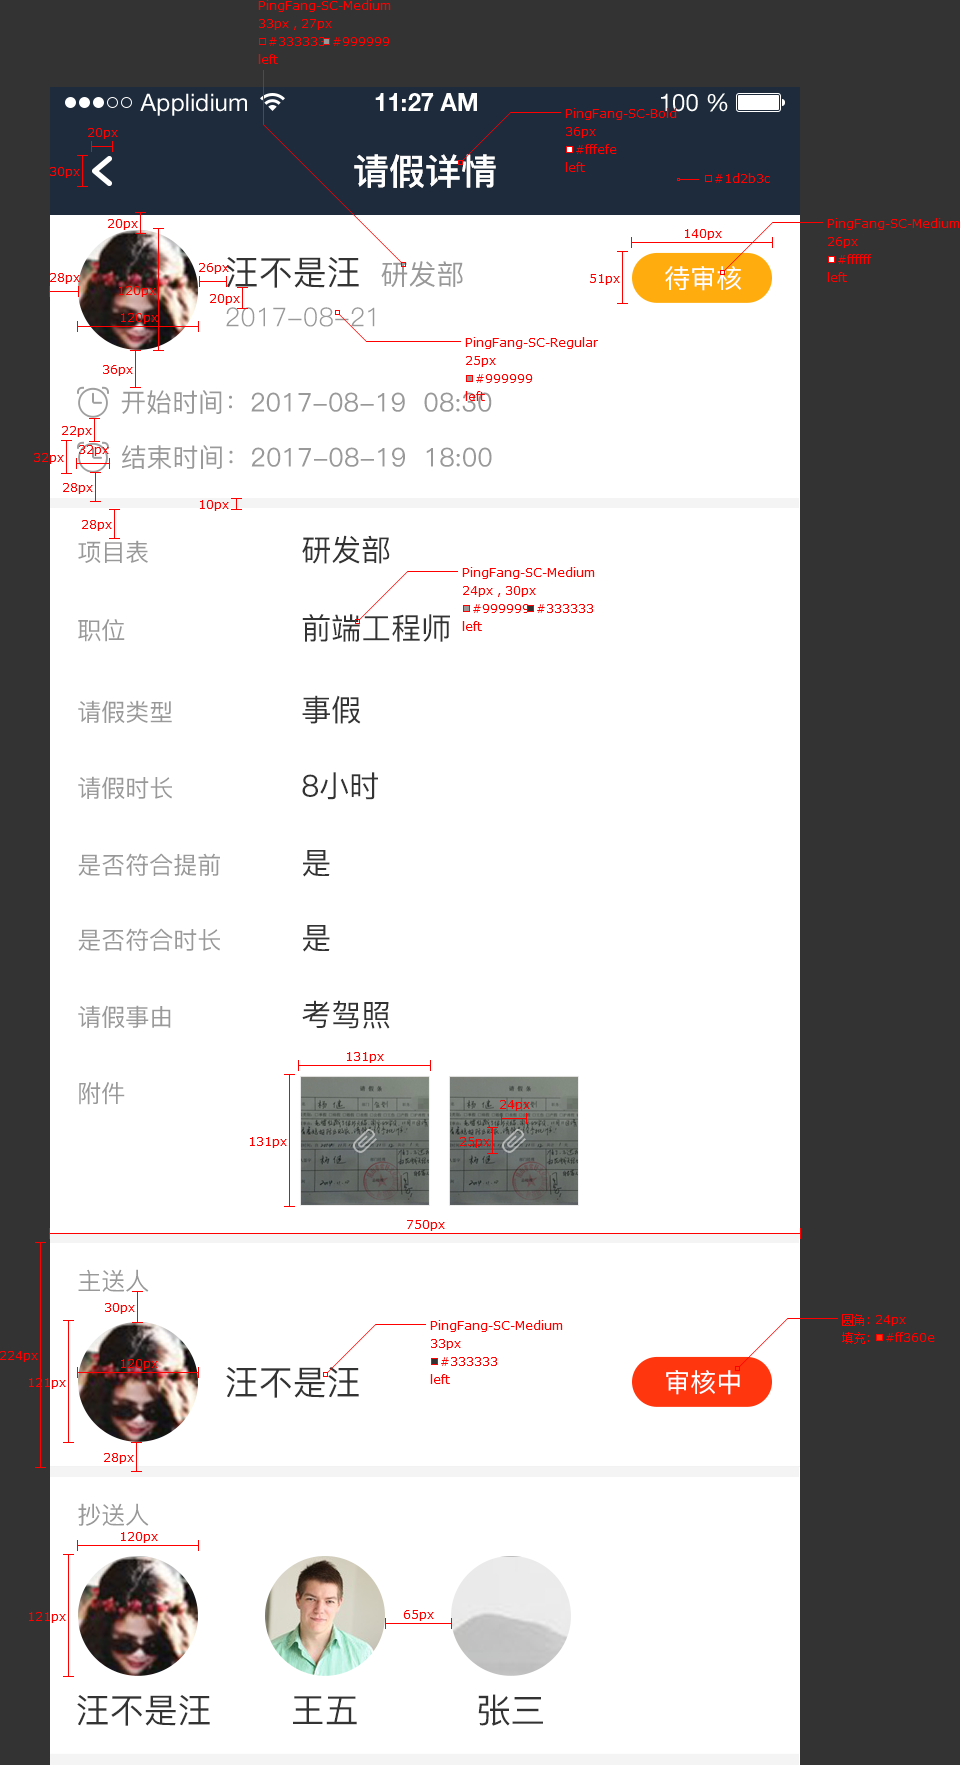 PingFang-SC-Medium
33px , 27px
#333333 #999999
left
Applidium 11:27 AM 100 %
PingFang-SC-Bold
36px
#fffefe
left
20px
30px
请假详情
#1d2b3c
20px
140px
PingFang-SC-Medium
26px
#ffffff
left
28px
26px
汪不是汪 研发部
51px
待审核
120px
20px
120px
2017-08-21
PingFang-SC-Regular
25px
#999999
left
36px
开始时间：2017-08-19 08:30
22px
32px
32px
结束时间：2017-08-19 18:00
28px
10px
28px
项目表 研发部
PingFang-SC-Medium
24px , 30px
#999999 #333333
left
职位 前端工程师
请假类型 事假
请假时长 8小时
是否符合提前 是
是否符合时长 是
请假事由 考驾照
131px
附件
请假条
请假条
24px
131px
750px
主送人
30px
PingFang-SC-Medium
33px
#333333
left
圆角: 24px
填充: #ff360e
224px
120px
121px
汪不是汪
审核中
28px
抄送人
120px
121px
65px
汪不是汪 王五 张三